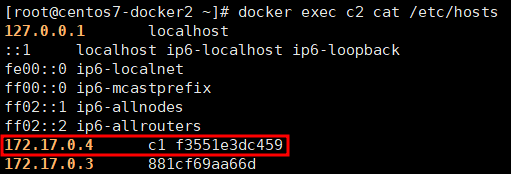 [root@centos7-docker2 ~]# docker exec c2 cat /etc/hosts
127.0.0.1 localhost
::1 localhost ip6-localhost ip6-loopback
fe00::0 ip6-localnet
ff00::0 ip6-mcastprefix
ff02::1 ip6-allnodes
ff02::2 ip6-allrouters
172.17.0.4 c1 f3551e3dc459
172.17.0.3 881cf69aa66d